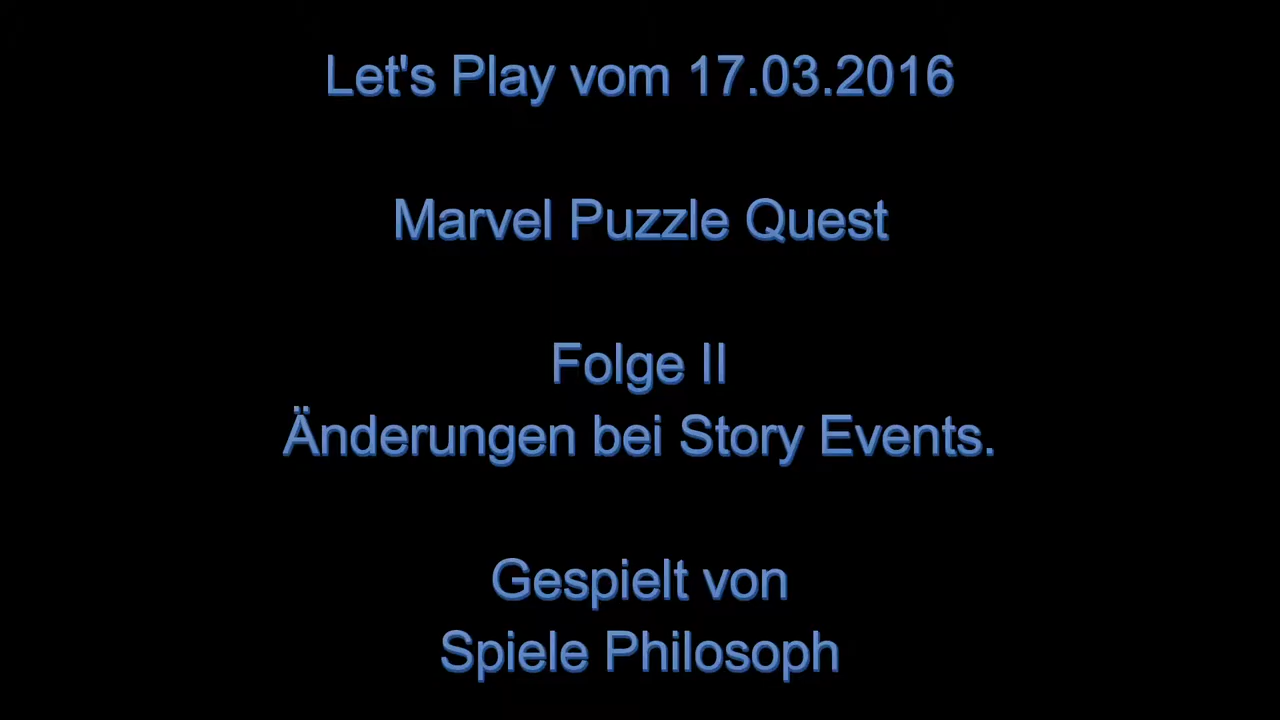 Let's Play vom 17.03.2016
Marvel Puzzle Quest
Folge II
Änderungen bei Story Events.
Gespielt von
Spiele Philosoph